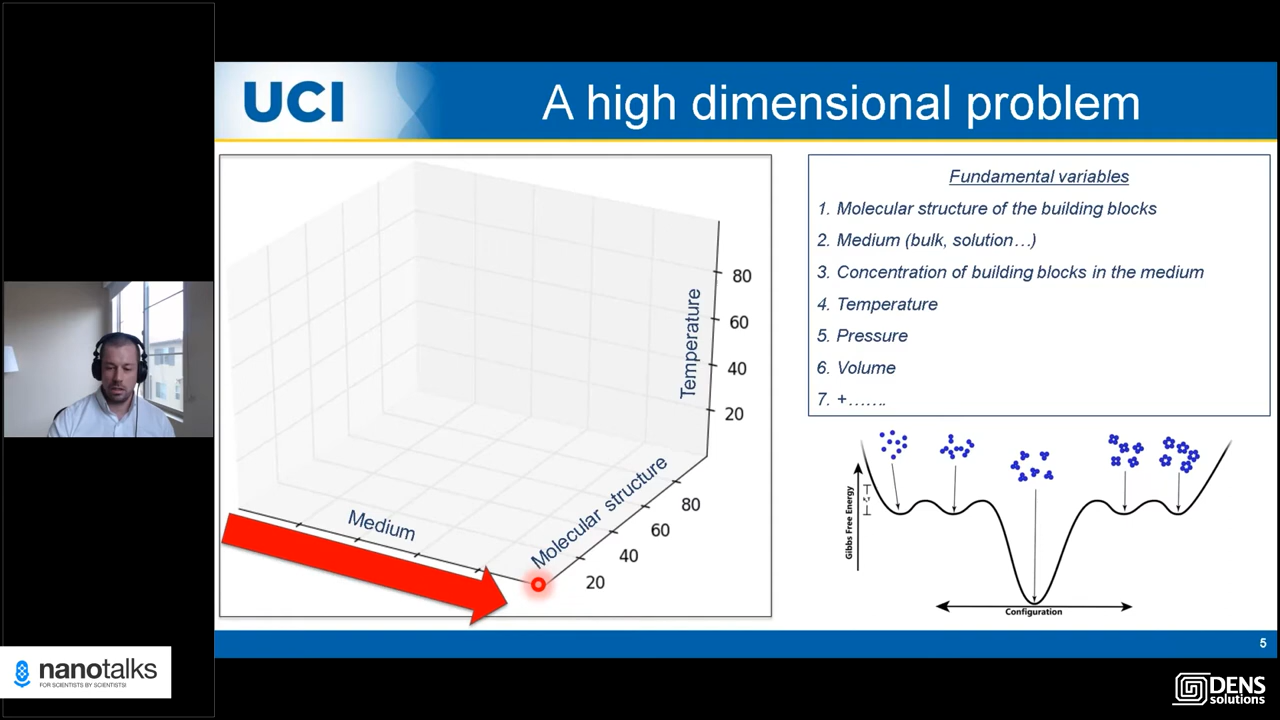 UCI
A high dimensional problem
80
60
40
20
Temperature
Medium
Molecular structure
80
60
40
20
Fundamental variables
1. Molecular structure of the building blocks
2. Medium (bulk, solution…)
3. Concentration of building blocks in the medium
4. Temperature
5. Pressure
6. Volume
7. +…….
Gibbs Free Energy
Configuration
5
nanotalks
FOR SCIENTISTS BY SCIENTISTS!
DENS
solutions